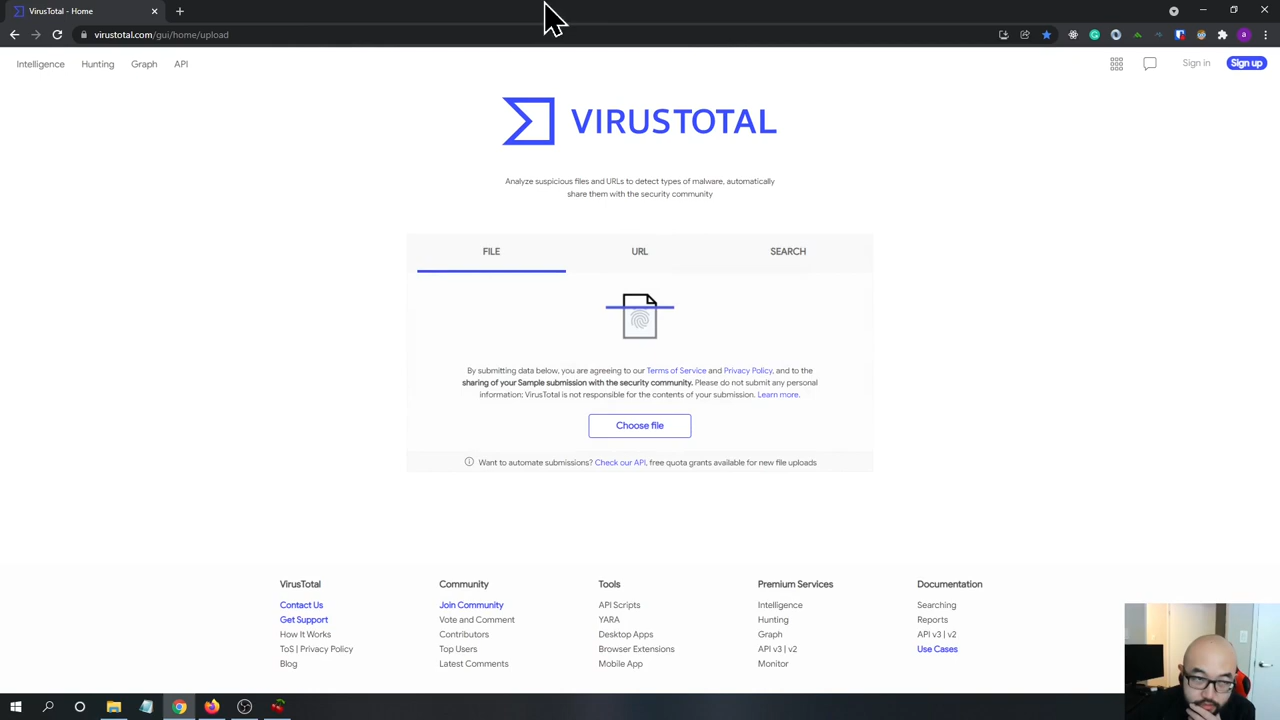 VirusTotal - Home
virustotal.com/gui/home/upload
Intelligence
Hunting
Graph
API
Sign in
Sign up
VIRUSTOTAL
Analyze suspicious files and URLs to detect types of malware, automatically
share them with the security community
FILE
URL
SEARCH
By submitting data below, you are agreeing to our Terms of Service and Privacy Policy, and to the
sharing of your Sample submission with the security community. Please do not submit any personal
information; VirusTotal is not responsible for the contents of your submission. Learn more.
Choose file
Want to automate submissions? Check our API, free quota grants available for new file uploads
VirusTotal
Contact Us
Get Support
How It Works
ToS | Privacy Policy
Blog
Community
Join Community
Vote and Comment
Contributors
Top Users
Latest Comments
Tools
API Scripts
YARA
Desktop Apps
Browser Extensions
Mobile App
Premium Services
Intelligence
Hunting
Graph
API v3 | v2
Monitor
Documentation
Searching
Reports
API v3 | v2
Use Cases